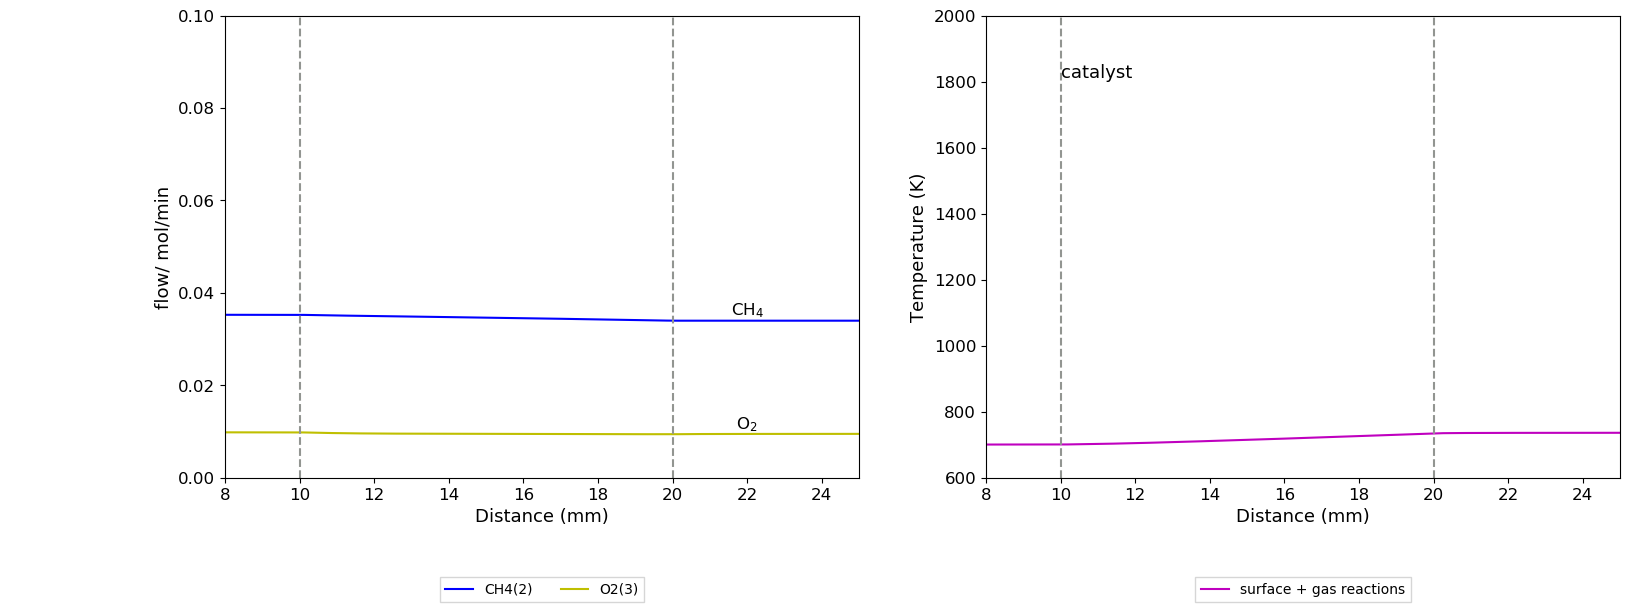 0.10
0.08
0.06
0.04
0.02
0.00
flow/ mol/min
CH₄
O₂
8 10 12 14 16 18 20 22 24
Distance (mm)
CH4(2) O2(3)
2000
1800
1600
1400
1200
1000
800
600
Temperature (K)
catalyst
8 10 12 14 16 18 20 22 24
Distance (mm)
surface + gas reactions